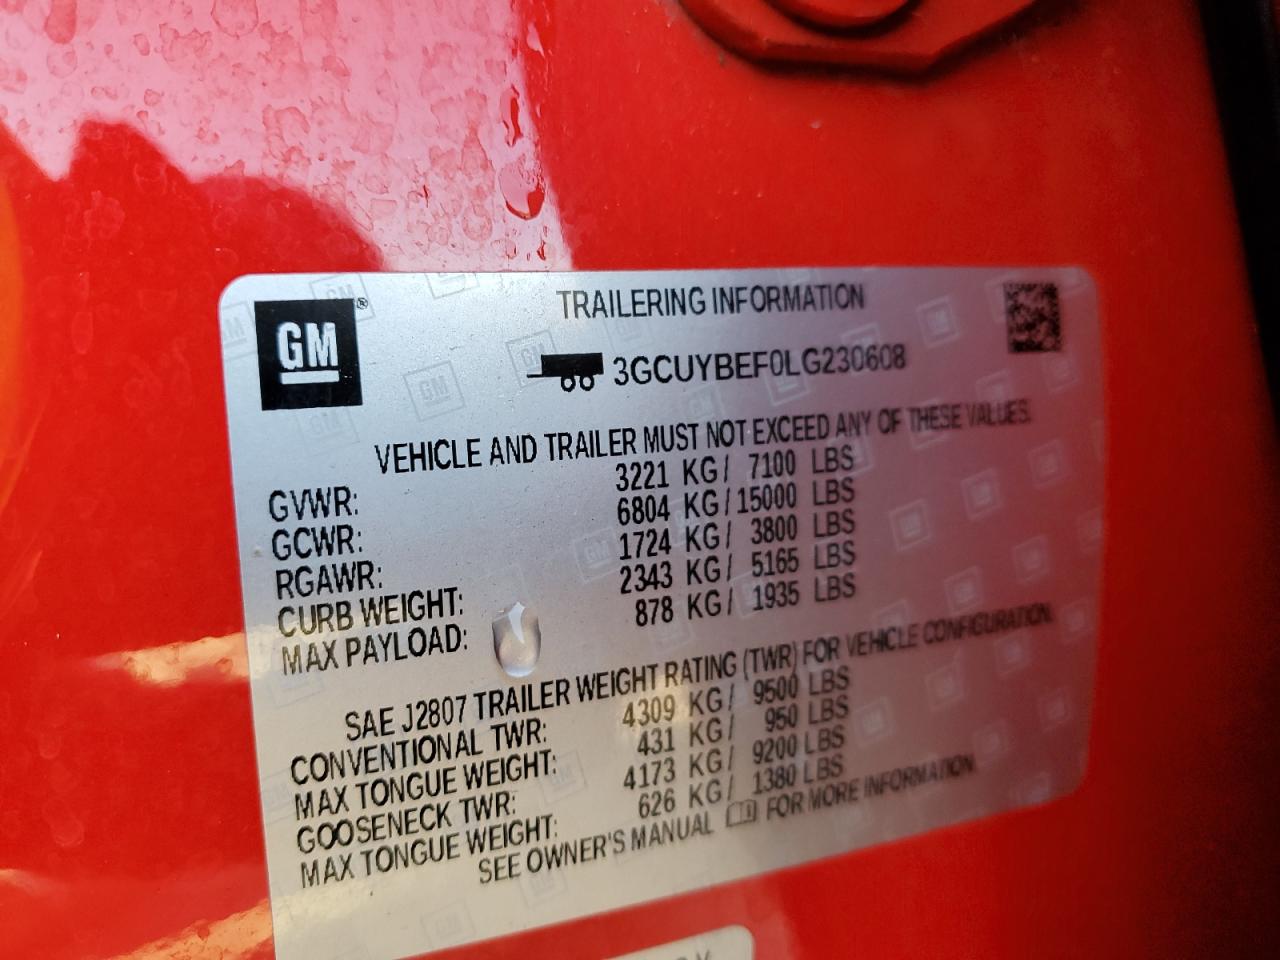 GM®
TRAILERING INFORMATION
3GCUYBEF0LG230608
VEHICLE AND TRAILER MUST NOT EXCEED ANY OF THESE VALUES.
GVWR: 3221 KG/ 7100 LBS
GCWR: 6804 KG/15000 LBS
RGAWR: 1724 KG/ 3800 LBS
CURB WEIGHT: 2343 KG/ 5165 LBS
MAX PAYLOAD: 878 KG/ 1935 LBS
SAE J2807 TRAILER WEIGHT RATING (TWR) FOR VEHICLE CONFIGURATION.
CONVENTIONAL TWR: 4309 KG/ 9500 LBS
MAX TONGUE WEIGHT: 431 KG/ 950 LBS
GOOSENECK TWR: 4173 KG/ 9200 LBS
MAX TONGUE WEIGHT: 626 KG/ 1380 LBS
SEE OWNER'S MANUAL FOR MORE INFORMATION.